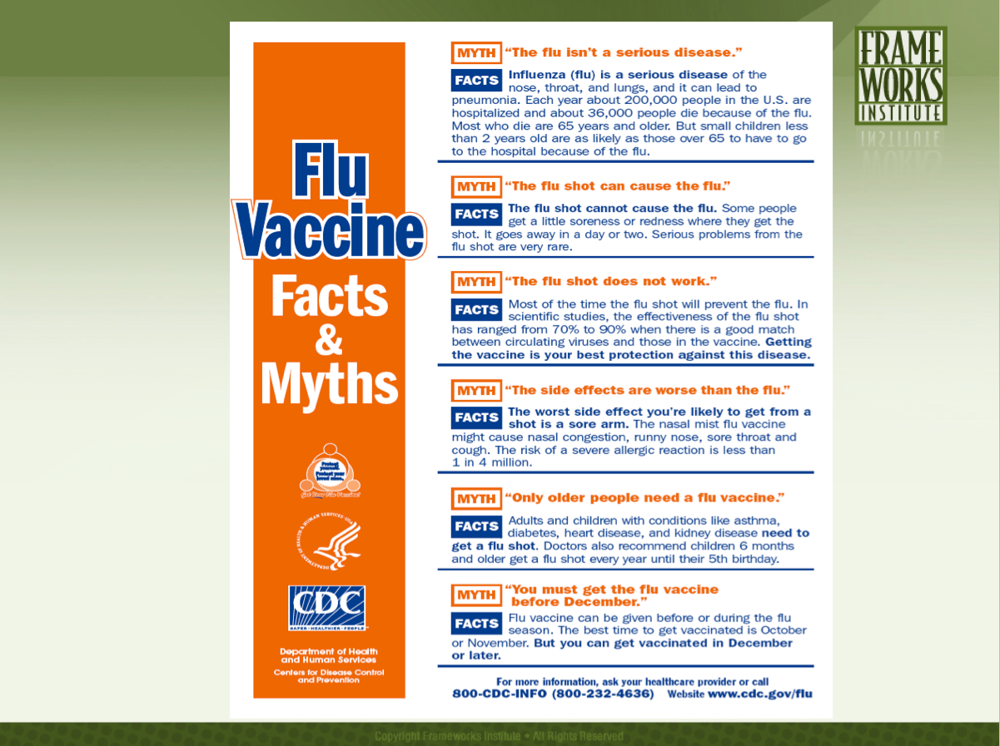 FRAME
WORKS
INSTITUTE
Flu
Vaccine
Facts
&
Myths
Protect
yourself.
Protect your
loved ones.
Get Your Flu Vaccine!
DEPARTMENT OF HEALTH & HUMAN SERVICES • USA
CDC
SAFER • HEALTHIER • PEOPLE™
Department of Health
and Human Services
Centers for Disease Control
and Prevention
MYTH “The flu isn’t a serious disease.”
FACTS Influenza (flu) is a serious disease of the
nose, throat, and lungs, and it can lead to
pneumonia. Each year about 200,000 people in the U.S. are
hospitalized and about 36,000 people die because of the flu.
Most who die are 65 years and older. But small children less
than 2 years old are as likely as those over 65 to have to go
to the hospital because of the flu.
MYTH “The flu shot can cause the flu.”
FACTS The flu shot cannot cause the flu. Some people
get a little soreness or redness where they get the
shot. It goes away in a day or two. Serious problems from the
flu shot are very rare.
MYTH “The flu shot does not work.”
FACTS Most of the time the flu shot will prevent the flu. In
scientific studies, the effectiveness of the flu shot
has ranged from 70% to 90% when there is a good match
between circulating viruses and those in the vaccine. Getting
the vaccine is your best protection against this disease.
MYTH “The side effects are worse than the flu.”
FACTS The worst side effect you’re likely to get from a
shot is a sore arm. The nasal mist flu vaccine
might cause nasal congestion, runny nose, sore throat and
cough. The risk of a severe allergic reaction is less than
1 in 4 million.
MYTH “Only older people need a flu vaccine.”
FACTS Adults and children with conditions like asthma,
diabetes, heart disease, and kidney disease need to
get a flu shot. Doctors also recommend children 6 months
and older get a flu shot every year until their 5th birthday.
MYTH “You must get the flu vaccine
before December.”
FACTS Flu vaccine can be given before or during the flu
season. The best time to get vaccinated is October
or November. But you can get vaccinated in December
or later.
For more information, ask your healthcare provider or call
800-CDC-INFO (800-232-4636) Website www.cdc.gov/flu
Copyright Frameworks Institute • All Rights Reserved